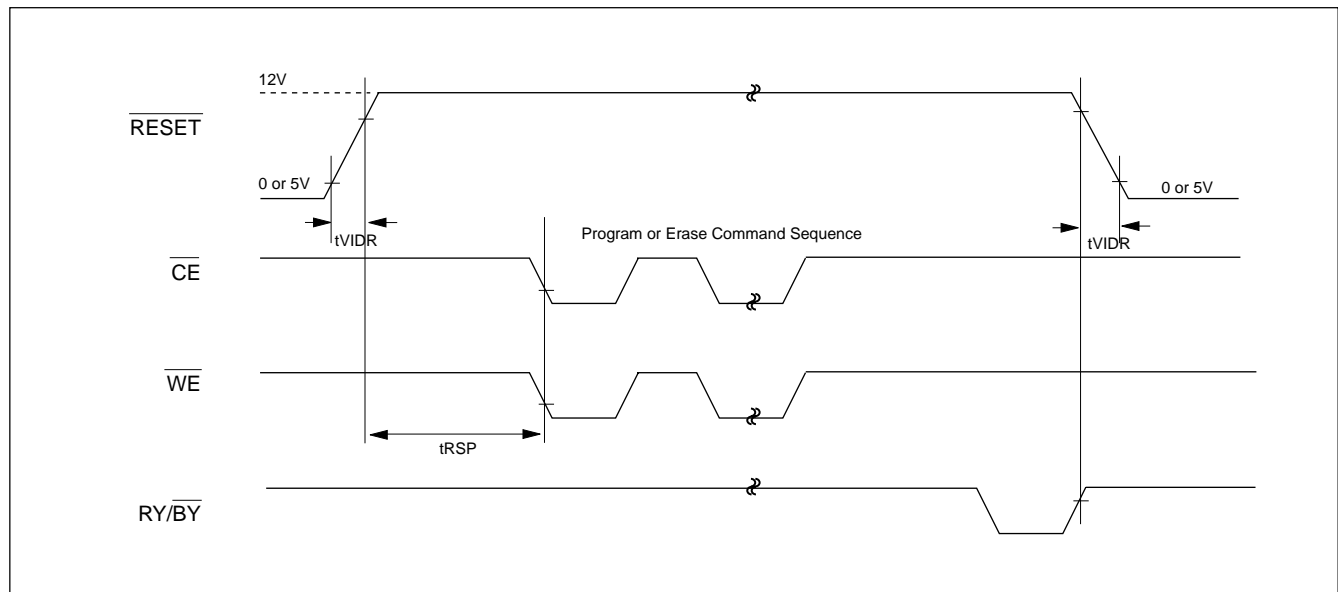 12V
RESET
0 or 5V
0 or 5V
tVIDR
Program or Erase Command Sequence
tVIDR
CE
WE
tRSP
RY/BY